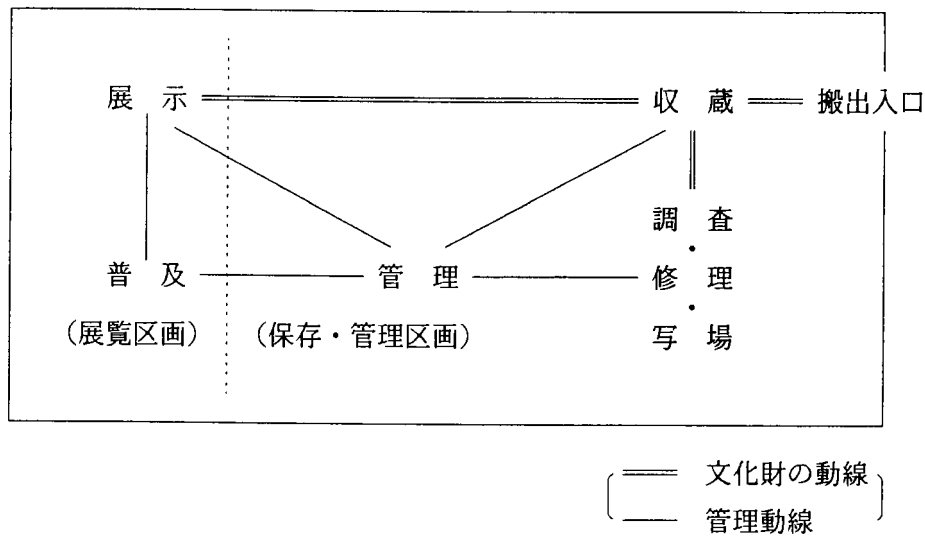 展示 収蔵 搬出入口
調査
・
普及 管理 修理
・
(展覧区画) (保存・管理区画) 写場
文化財の動線
管理動線